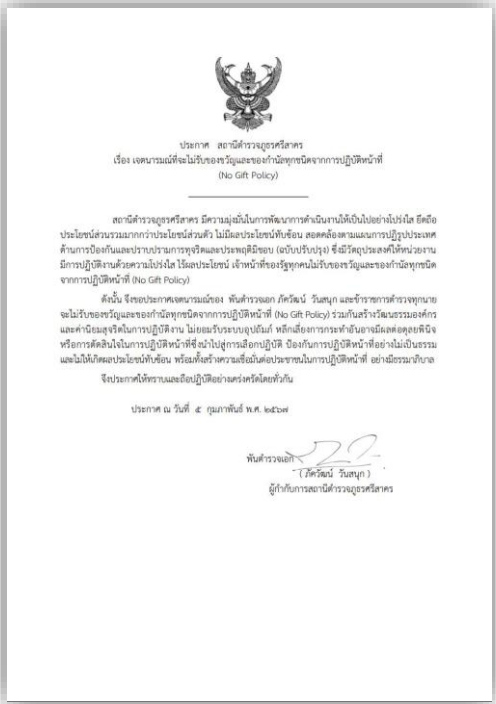 ประกาศ สถานีตำรวจภูธรศรีสาคร
เรื่อง เจตนารมณ์ที่จะไม่รับของขวัญและของกำนัลทุกชนิดจากการปฏิบัติหน้าที่
(No Gift Policy)
สถานีตำรวจภูธรศรีสาคร มีความมุ่งมั่นในการพัฒนาการดำเนินงานให้เป็นไปอย่างโปร่งใส ยึดถือ
ประโยชน์ส่วนรวมมากกว่าประโยชน์ส่วนตัว ไม่มีผลประโยชน์ทับซ้อน สอดคล้องตามแผนการปฏิรูปประเทศ
ด้านการป้องกันและปราบปรามการทุจริตและประพฤติมิชอบ (ฉบับปรับปรุง) ซึ่งมีวัตถุประสงค์ให้หน่วยงาน
มีการปฏิบัติงานด้วยความโปร่งใส ไร้ผลประโยชน์ เจ้าหน้าที่ของรัฐทุกคนไม่รับของขวัญและของกำนัลทุกชนิด
จากการปฏิบัติหน้าที่ (No Gift Policy)
ดังนั้น จึงขอประกาศเจตนารมณ์ของ พันตำรวจเอก ภัควัฒน์ วันสนุก และข้าราชการตำรวจทุกนาย
จะไม่รับของขวัญและของกำนัลทุกชนิดจากการปฏิบัติหน้าที่ (No Gift Policy) ร่วมกันสร้างวัฒนธรรมองค์กร
และค่านิยมสุจริตในการปฏิบัติงาน ไม่ยอมรับระบบอุปถัมภ์ หลีกเลี่ยงการกระทำอันอาจมีผลต่อดุลยพินิจ
หรือการตัดสินใจในการปฏิบัติหน้าที่ซึ่งนำไปสู่การเลือกปฏิบัติ ป้องกันการปฏิบัติหน้าที่อย่างไม่เป็นธรรม
และไม่ให้เกิดผลประโยชน์ทับซ้อน พร้อมทั้งสร้างความเชื่อมั่นต่อประชาชนในการปฏิบัติหน้าที่ อย่างมีธรรมาภิบาล
จึงประกาศให้ทราบและถือปฏิบัติอย่างเคร่งครัดโดยทั่วกัน
ประกาศ ณ วันที่ ๕ กุมภาพันธ์ พ.ศ. ๒๕๖๗
พันตำรวจเอก
( ภัควัฒน์ วันสนุก )
ผู้กำกับการสถานีตำรวจภูธรศรีสาคร